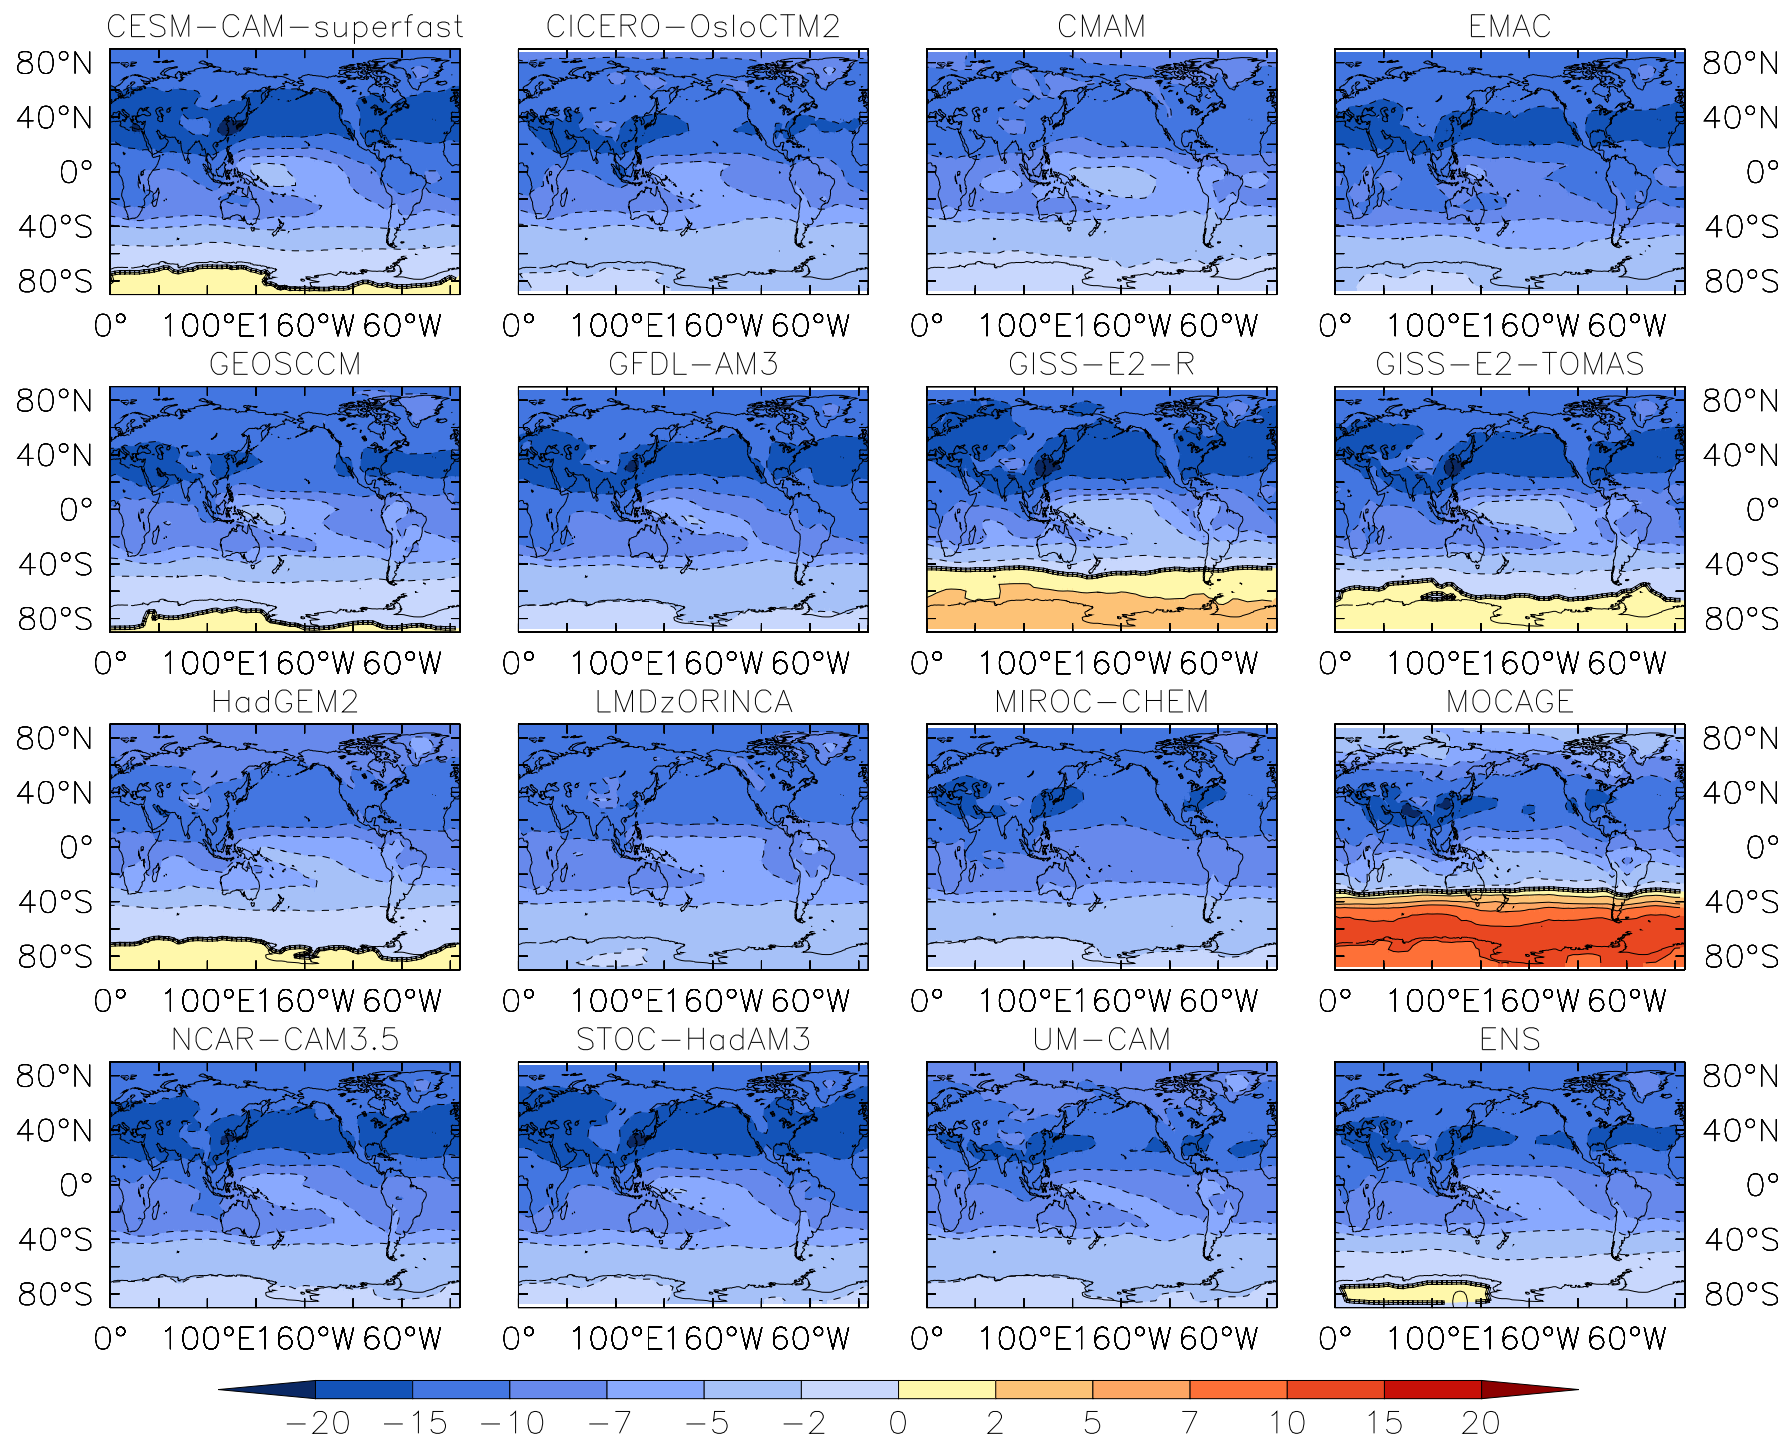 CESM−CAM−superfast CICERO−OsloCTM2 CMAM EMAC
80°N 80°N
40°N 40°N
0° 0°
40°S 40°S
80°S 80°S
0° 100°E 160°W 60°W 0° 100°E 160°W 60°W 0° 100°E 160°W 60°W 0° 100°E 160°W 60°W
GEOSCCM GFDL−AM3 GISS−E2−R GISS−E2−TOMAS
80°N 80°N
40°N 40°N
0° 0°
40°S 40°S
80°S 80°S
0° 100°E 160°W 60°W 0° 100°E 160°W 60°W 0° 100°E 160°W 60°W 0° 100°E 160°W 60°W
HadGEM2 LMDzORINCA MIROC−CHEM MOCAGE
80°N 80°N
40°N 40°N
0° 0°
40°S 40°S
80°S 80°S
0° 100°E 160°W 60°W 0° 100°E 160°W 60°W 0° 100°E 160°W 60°W 0° 100°E 160°W 60°W
NCAR−CAM3.5 STOC−HadAM3 UM−CAM ENS
80°N 80°N
40°N 40°N
0° 0°
40°S 40°S
80°S 0 80°S
0° 100°E 160°W 60°W 0° 100°E 160°W 60°W 0° 100°E 160°W 60°W 0° 100°E 160°W 60°W
−20 −15 −10 −7 −5 −2 0 2 5 7 10 15 20